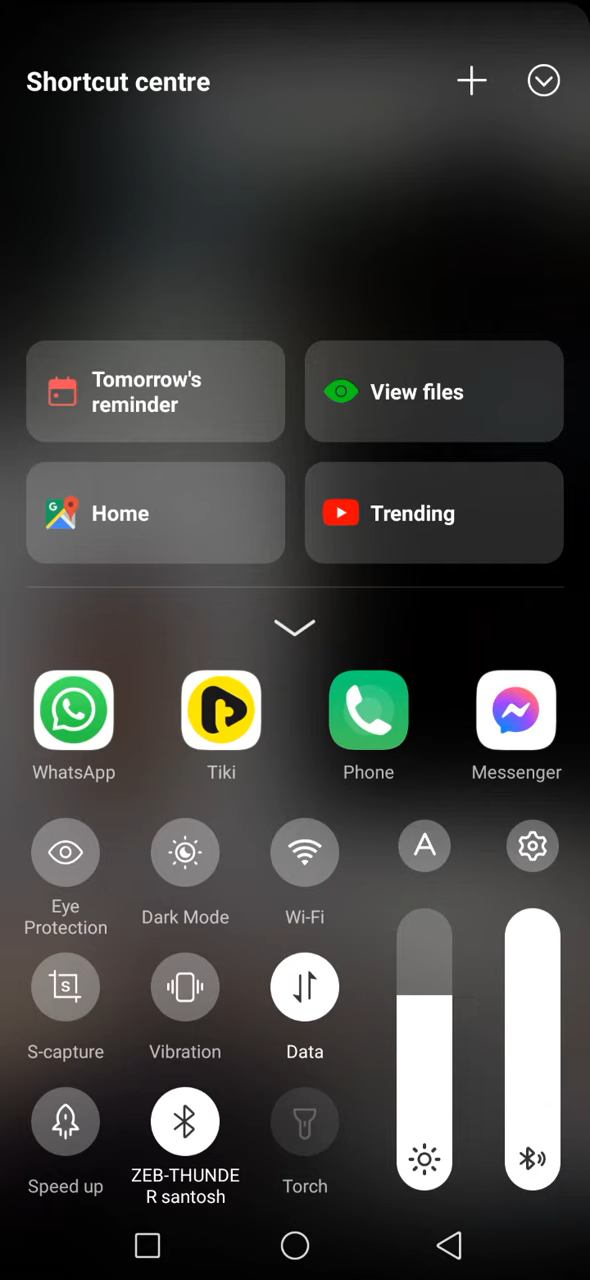 Shortcut centre
Tomorrow's
reminder
View files
Home
Trending
WhatsApp
Tiki
Phone
Messenger
A
Eye
Protection
Dark Mode
Wi-Fi
S
S-capture
Vibration
Data
Speed up
ZEB-THUNDE
R santosh
Torch